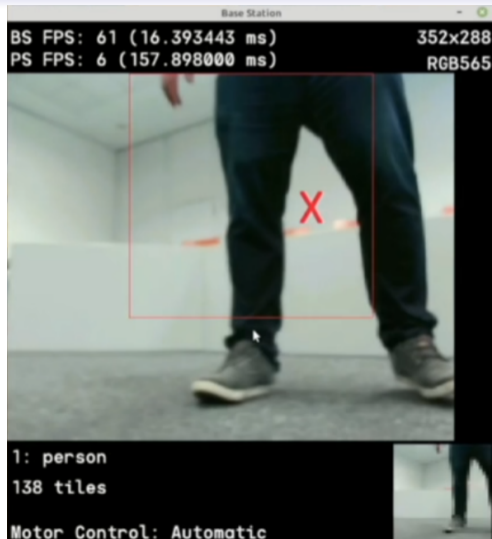 Base Station
BS FPS: 61 (16.393443 ms) 352x288
PS FPS: 6 (157.898000 ms) RGB565
X
1: person
138 tiles
Motor Control: Automatic